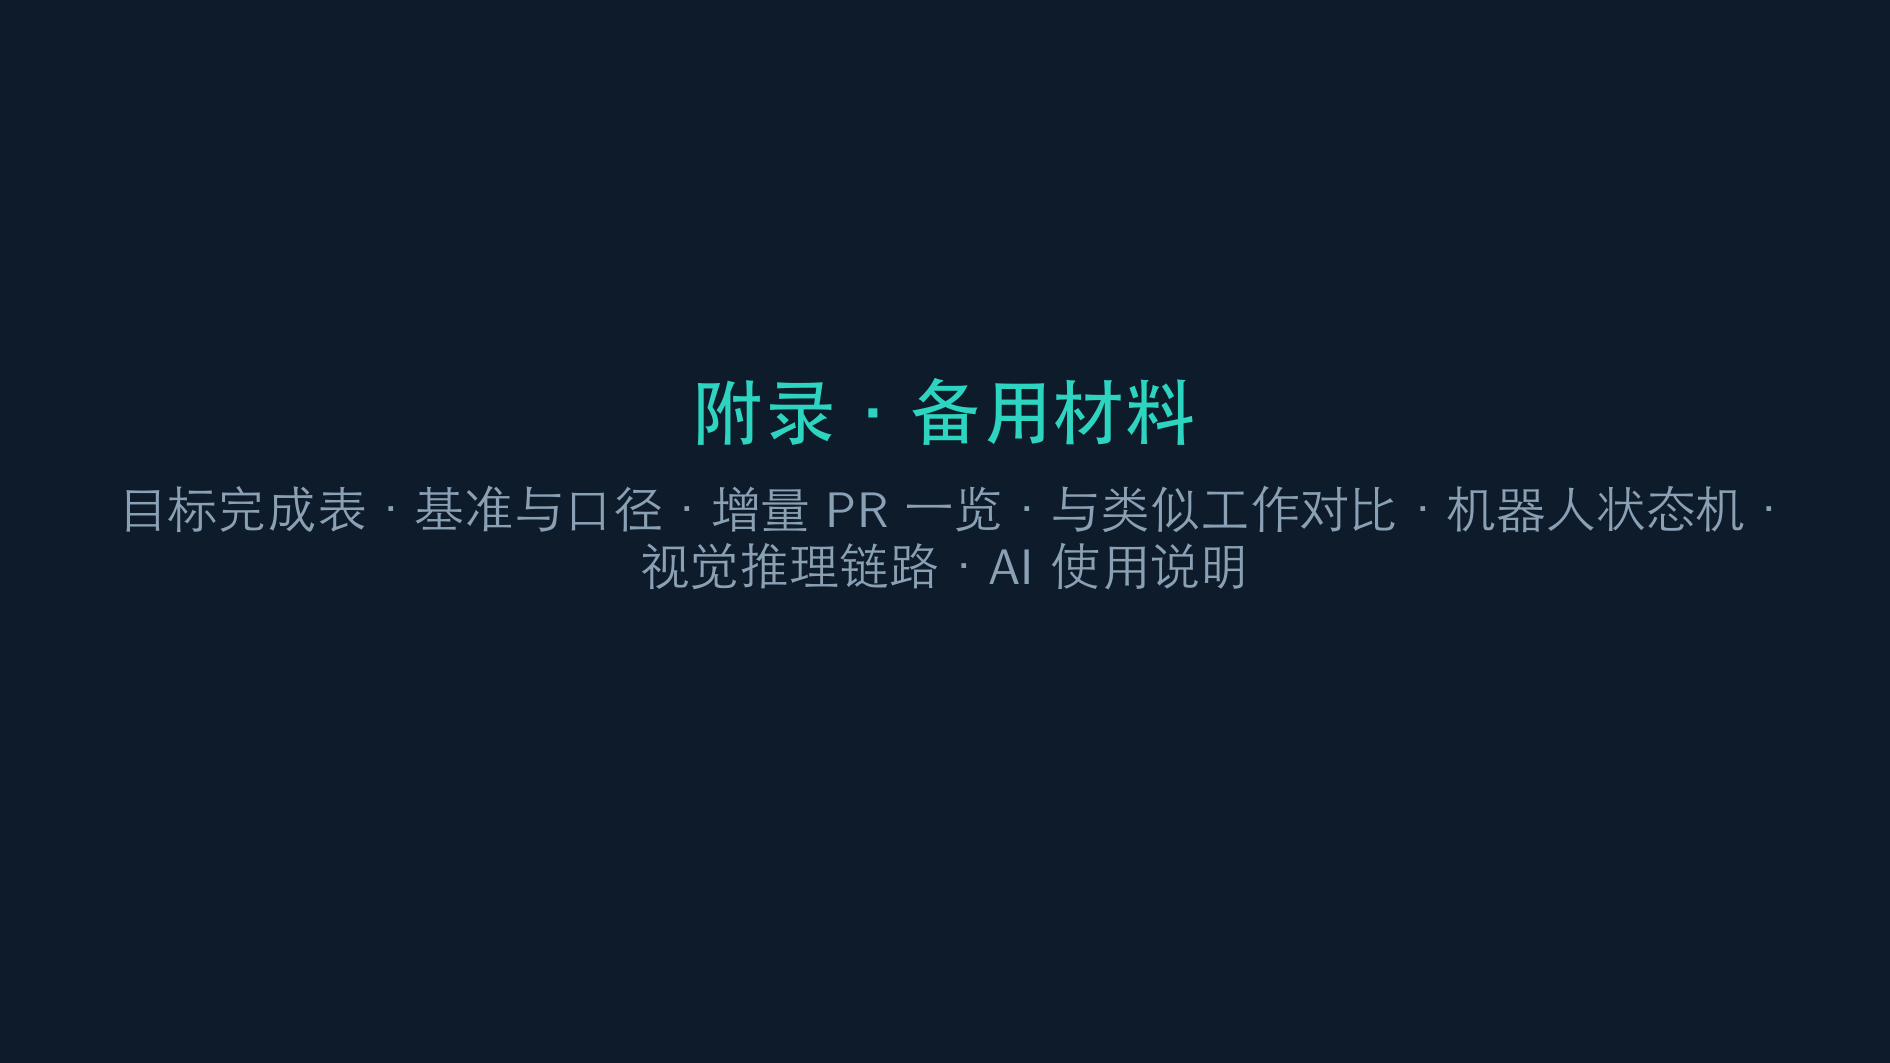 附录 · 备用材料
目标完成表 · 基准与口径 · 增量 PR 一览 · 与类似工作对比 · 机器人状态机 ·
视觉推理链路 · AI 使用说明